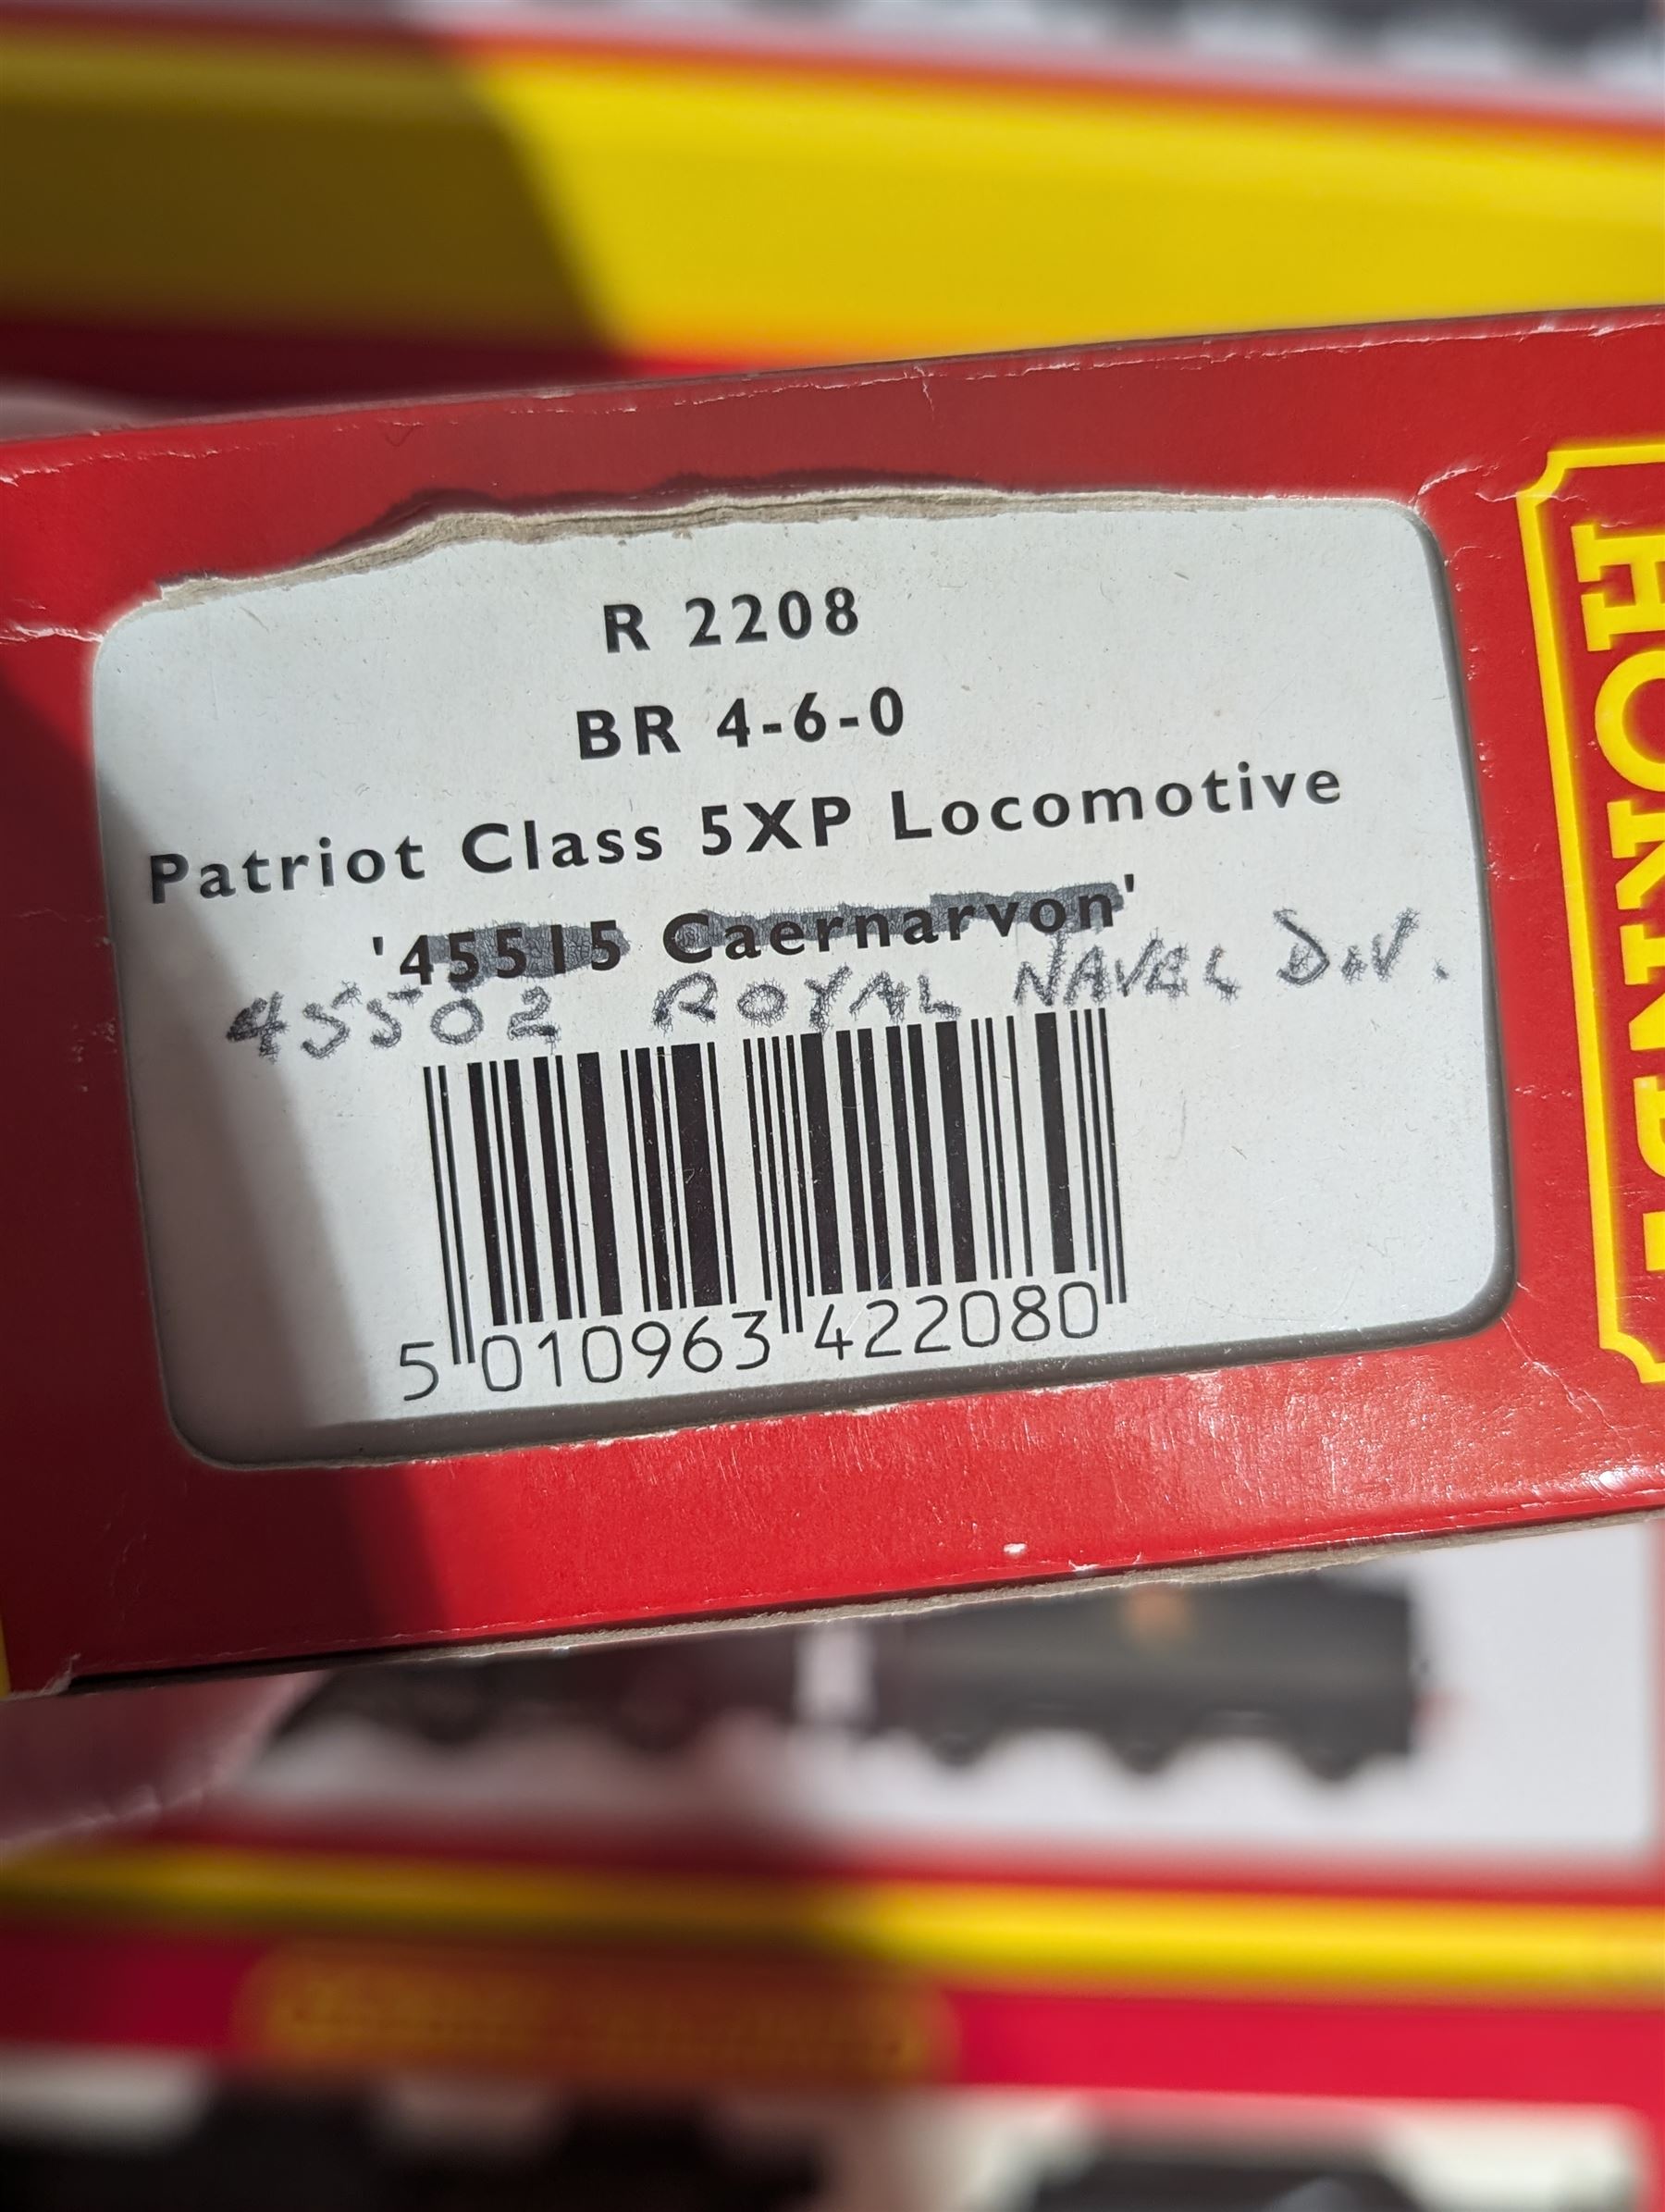 R 2208
BR 4-6-0
Patriot Class 5XP Locomotive
'45515 Caernarvon'
45502 ROYAL NAVAL DIV.
5 010963 422080
HORNBY